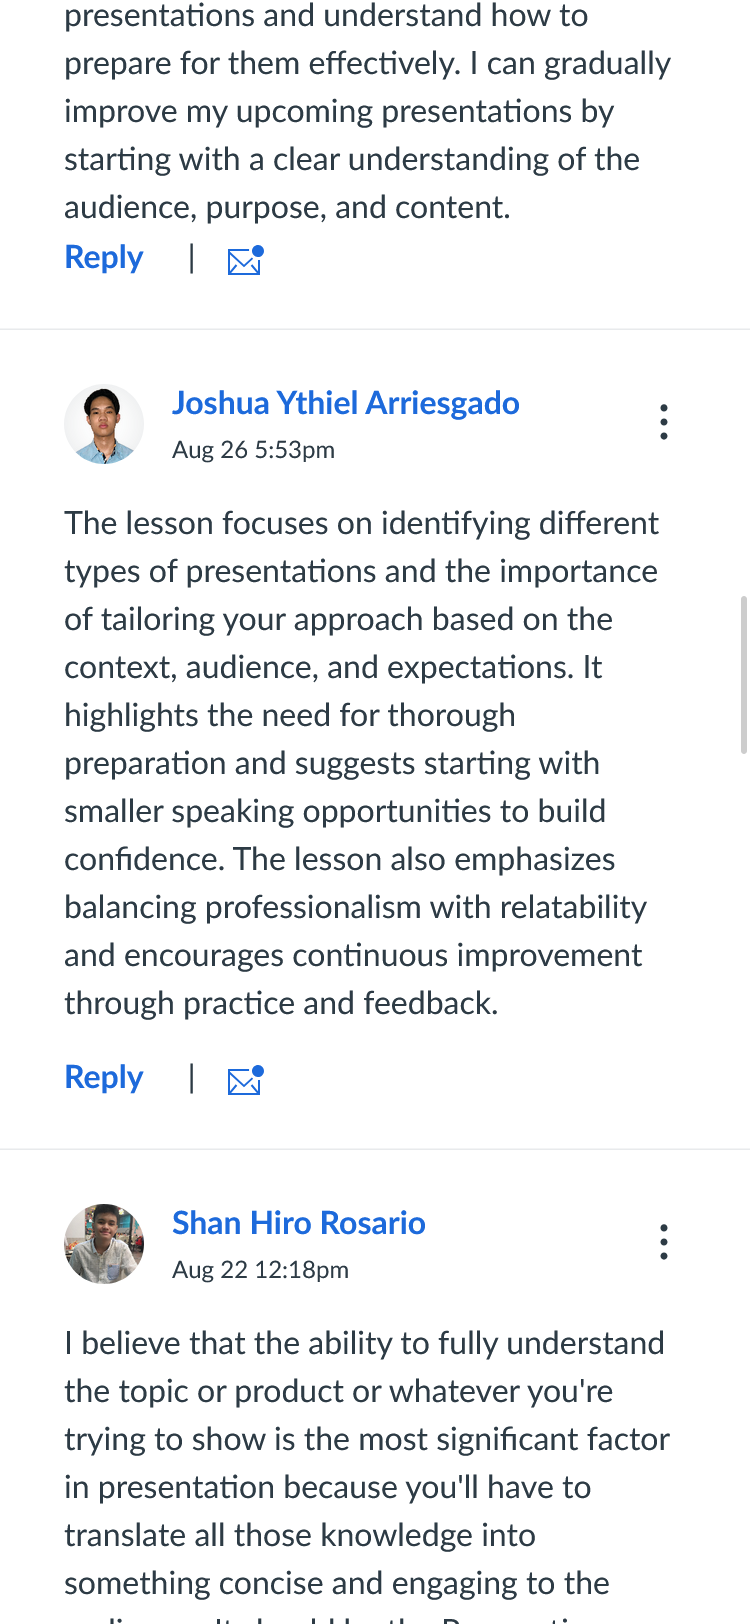 presentations and understand how to
prepare for them effectively. I can gradually
improve my upcoming presentations by
starting with a clear understanding of the
audience, purpose, and content.
Reply |
Joshua Ythiel Arriesgado
Aug 26 5:53pm
The lesson focuses on identifying different
types of presentations and the importance
of tailoring your approach based on the
context, audience, and expectations. It
highlights the need for thorough
preparation and suggests starting with
smaller speaking opportunities to build
confidence. The lesson also emphasizes
balancing professionalism with relatability
and encourages continuous improvement
through practice and feedback.
Reply |
Shan Hiro Rosario
Aug 22 12:18pm
I believe that the ability to fully understand
the topic or product or whatever you're
trying to show is the most significant factor
in presentation because you'll have to
translate all those knowledge into
something concise and engaging to the